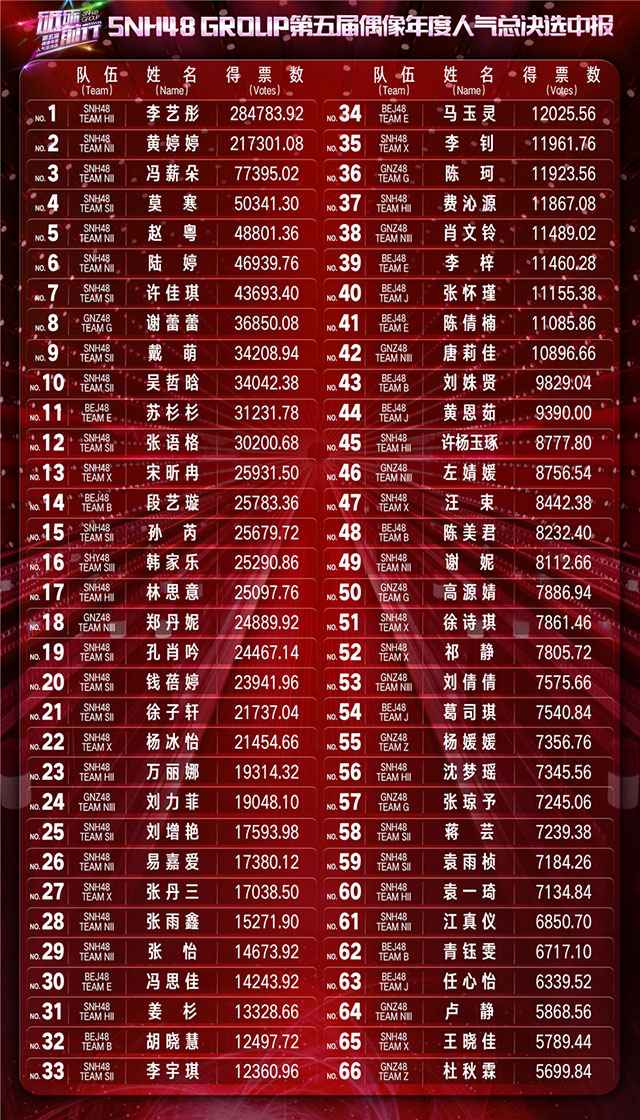 破茧前行
SNH48 GROUP
第五届
偶像年度
人气总决选
SNH48 GROUP第五届偶像年度人气总决选中报
队伍 姓名 得票数
(Team) (Name) (Votes)
NO.1 SNH48 TEAM HII 李艺彤 284783.92
NO.2 SNH48 TEAM NII 黄婷婷 217301.08
NO.3 SNH48 TEAM NII 冯薪朵 77395.02
NO.4 SNH48 TEAM SII 莫寒 50341.30
NO.5 SNH48 TEAM NII 赵粤 48801.36
NO.6 SNH48 TEAM NII 陆婷 46939.76
NO.7 SNH48 TEAM SII 许佳琪 43693.40
NO.8 GNZ48 TEAM G 谢蕾蕾 36850.08
NO.9 SNH48 TEAM SII 戴萌 34208.94
NO.10 SNH48 TEAM SII 吴哲晗 34042.38
NO.11 BEJ48 TEAM E 苏杉杉 31231.78
NO.12 SNH48 TEAM SII 张语格 30200.68
NO.13 SNH48 TEAM X 宋昕冉 25931.50
NO.14 BEJ48 TEAM B 段艺璇 25783.36
NO.15 SNH48 TEAM SII 孙芮 25679.72
NO.16 SHY48 TEAM SIII 韩家乐 25290.86
NO.17 SNH48 TEAM HII 林思意 25097.76
NO.18 GNZ48 TEAM NIII 郑丹妮 24889.92
NO.19 SNH48 TEAM SII 孔肖吟 24467.14
NO.20 SNH48 TEAM SII 钱蓓婷 23941.96
NO.21 SNH48 TEAM SII 徐子轩 21737.04
NO.22 SNH48 TEAM X 杨冰怡 21454.66
NO.23 SNH48 TEAM HII 万丽娜 19314.32
NO.24 GNZ48 TEAM NIII 刘力菲 19048.10
NO.25 SNH48 TEAM SII 刘增艳 17593.98
NO.26 SNH48 TEAM NII 易嘉爱 17380.12
NO.27 SNH48 TEAM X 张丹三 17038.50
NO.28 SNH48 TEAM NII 张雨鑫 15271.90
NO.29 SNH48 TEAM NII 张怡 14673.92
NO.30 BEJ48 TEAM E 冯思佳 14243.92
NO.31 SNH48 TEAM HII 姜杉 13328.66
NO.32 BEJ48 TEAM B 胡晓慧 12497.72
NO.33 SNH48 TEAM SII 李宇琪 12360.96
队伍 姓名 得票数
(Team) (Name) (Votes)
NO.34 BEJ48 TEAM E 马玉灵 12025.56
NO.35 SNH48 TEAM X 李钊 11961.76
NO.36 GNZ48 TEAM G 陈珂 11923.56
NO.37 SNH48 TEAM HII 费沁源 11867.08
NO.38 GNZ48 TEAM NIII 肖文铃 11489.02
NO.39 BEJ48 TEAM E 李梓 11460.28
NO.40 BEJ48 TEAM J 张怀瑾 11155.38
NO.41 BEJ48 TEAM E 陈倩楠 11085.86
NO.42 GNZ48 TEAM NIII 唐莉佳 10896.66
NO.43 BEJ48 TEAM B 刘姝贤 9829.04
NO.44 BEJ48 TEAM J 黄恩茹 9390.00
NO.45 SNH48 TEAM HII 许杨玉琢 8777.80
NO.46 GNZ48 TEAM NIII 左婧媛 8756.54
NO.47 SNH48 TEAM X 汪束 8442.38
NO.48 BEJ48 TEAM B 陈美君 8232.40
NO.49 SNH48 TEAM NII 谢妮 8112.66
NO.50 GNZ48 TEAM G 高源婧 7886.94
NO.51 SNH48 TEAM X 徐诗琪 7861.46
NO.52 SNH48 TEAM X 祁静 7805.72
NO.53 GNZ48 TEAM NIII 刘倩倩 7575.66
NO.54 BEJ48 TEAM J 葛司琪 7540.84
NO.55 GNZ48 TEAM Z 杨媛媛 7356.76
NO.56 SNH48 TEAM HII 沈梦瑶 7345.56
NO.57 GNZ48 TEAM G 张琼予 7245.06
NO.58 SNH48 TEAM SII 蒋芸 7239.38
NO.59 SNH48 TEAM SII 袁雨桢 7184.26
NO.60 SNH48 TEAM HII 袁一琦 7134.84
NO.61 SNH48 TEAM NII 江真仪 6850.70
NO.62 BEJ48 TEAM B 青钰雯 6717.10
NO.63 BEJ48 TEAM J 任心怡 6339.52
NO.64 GNZ48 TEAM NIII 卢静 5868.56
NO.65 SNH48 TEAM X 王晓佳 5789.44
NO.66 GNZ48 TEAM Z 杜秋霖 5699.84